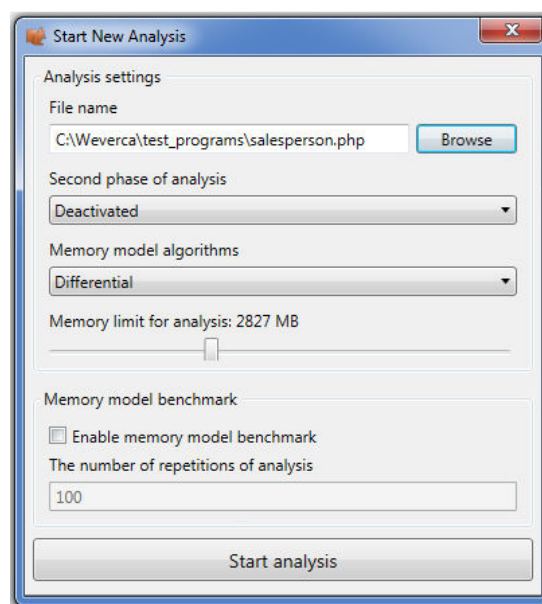 Start New Analysis
Analysis settings
File name
C:\Weverca\test_programs\salesperson.php
Browse
Second phase of analysis
Deactivated
Memory model algorithms
Differential
Memory limit for analysis: 2827 MB
Memory model benchmark
Enable memory model benchmark
The number of repetitions of analysis
100
Start analysis